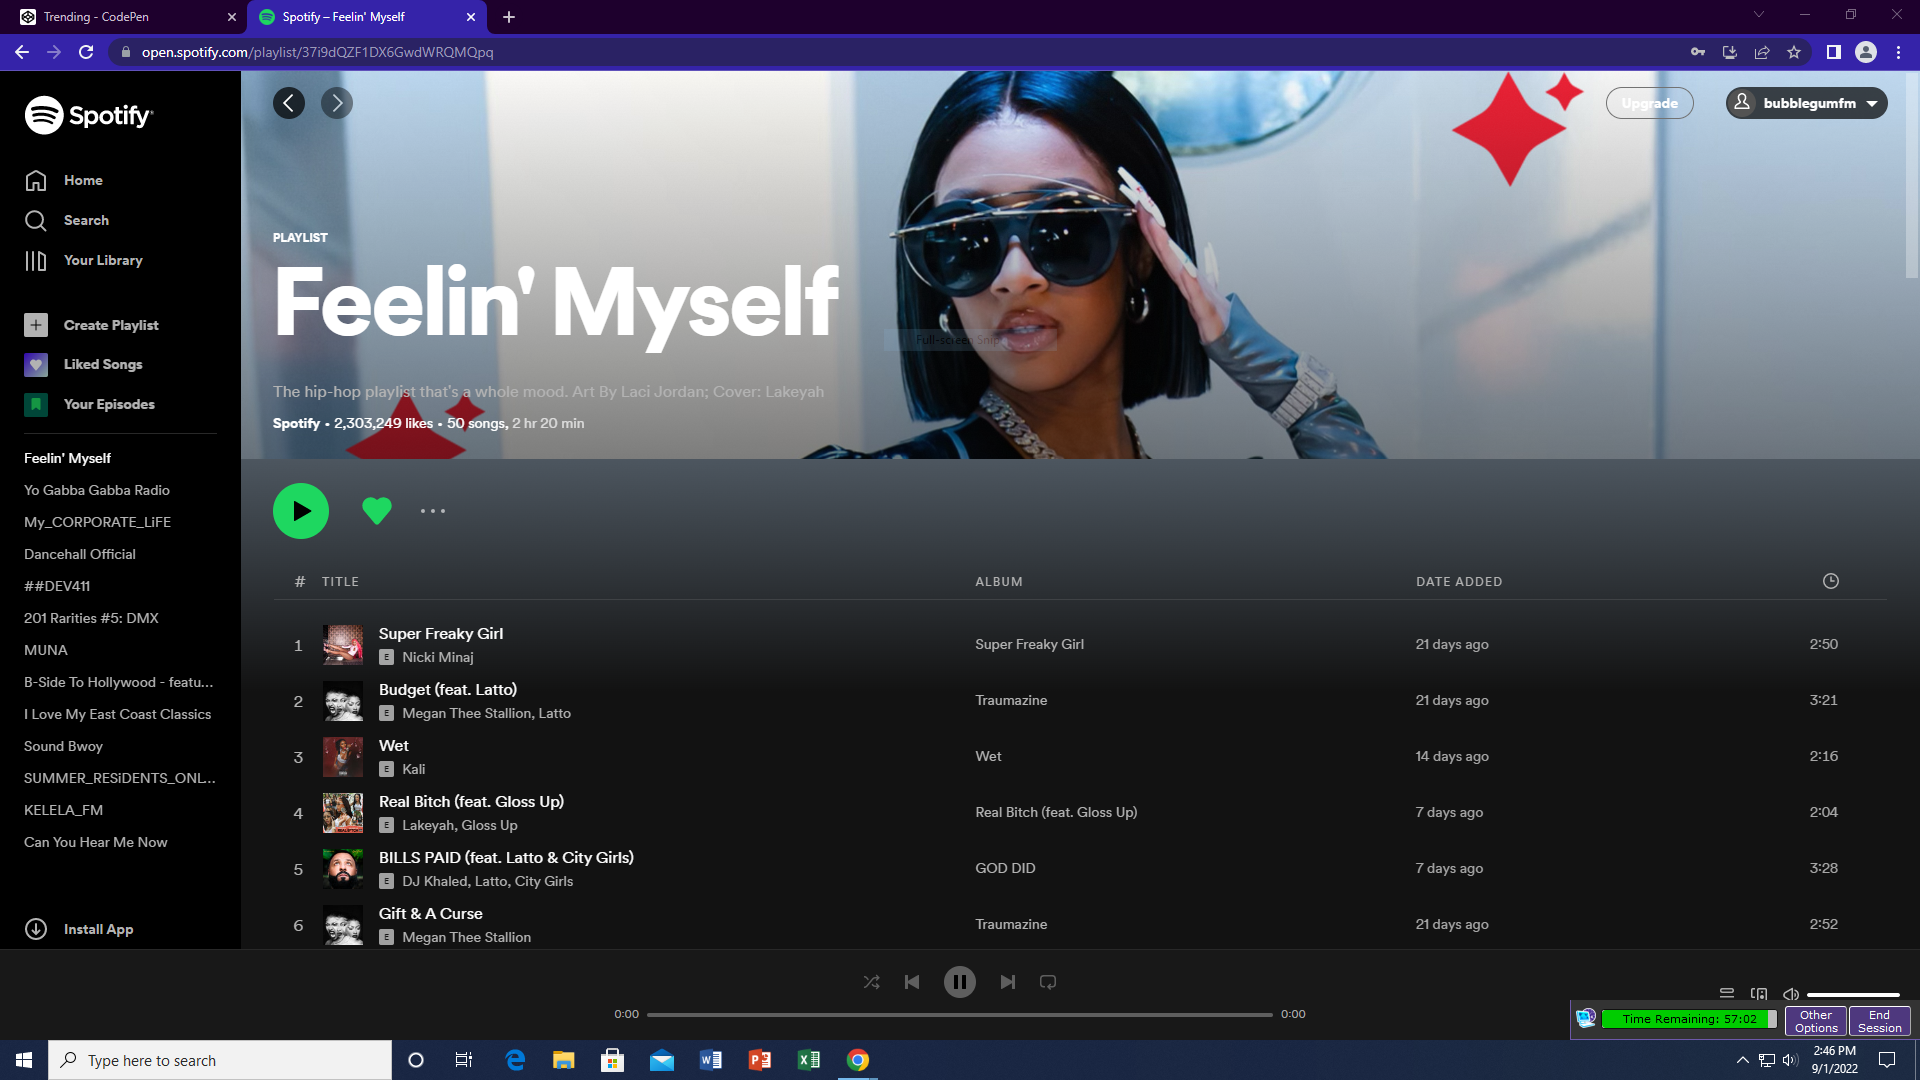 Trending - CodePen
Spotify – Feelin' Myself
open.spotify.com/playlist/37i9dQZF1DX6GwdWRQMQpq
Spotify
Home
Search
Your Library
Create Playlist
Liked Songs
Your Episodes
Feelin' Myself
Yo Gabba Gabba Radio
My_CORPORATE_LiFE
Dancehall Official
##DEV411
201 Rarities #5: DMX
MUNA
B-Side To Hollywood - featu...
I Love My East Coast Classics
Sound Bwoy
SUMMER_RESiDENTS_ONL...
KELELA_FM
Can You Hear Me Now
Install App
Upgrade
bubblegumfm
PLAYLIST
Feelin' Myself
Full-screen Snip
The hip-hop playlist that's a whole mood. Art By Laci Jordan; Cover: Lakeyah
Spotify • 2,303,249 likes • 50 songs, 2 hr 20 min
# TITLE ALBUM DATE ADDED
1 Super Freaky Girl Super Freaky Girl 21 days ago 2:50
E Nicki Minaj
2 Budget (feat. Latto) Traumazine 21 days ago 3:21
E Megan Thee Stallion, Latto
3 Wet Wet 14 days ago 2:16
E Kali
4 Real Bitch (feat. Gloss Up) Real Bitch (feat. Gloss Up) 7 days ago 2:04
E Lakeyah, Gloss Up
5 BILLS PAID (feat. Latto & City Girls) GOD DID 7 days ago 3:28
E DJ Khaled, Latto, City Girls
6 Gift & A Curse Traumazine 21 days ago 2:52
E Megan Thee Stallion
0:00 0:00
Time Remaining: 57:02
Other Options
End Session
Type here to search
2:46 PM
9/1/2022